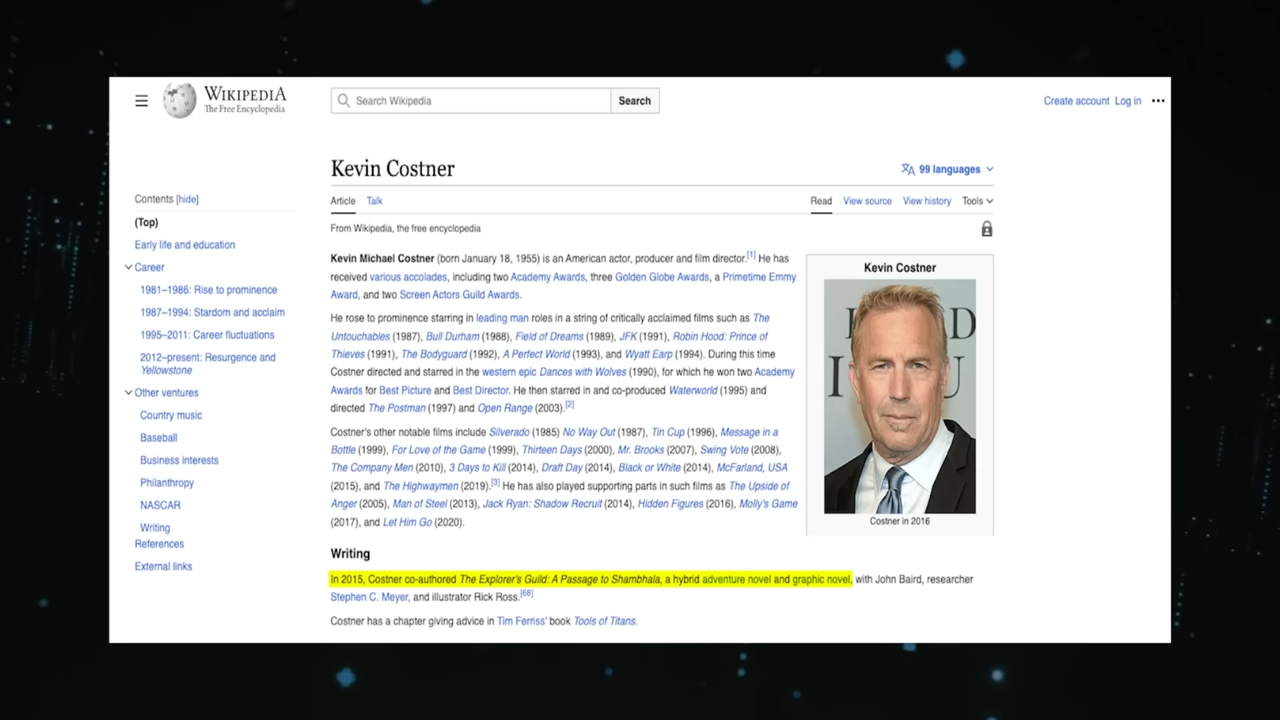 WIKIPEDIA
The Free Encyclopedia
Search Wikipedia
Search
Create account Log in
Kevin Costner
99 languages
Article Talk
Read View source View history Tools
From Wikipedia, the free encyclopedia
Contents [hide]
(Top)
Early life and education
Career
1981–1986: Rise to prominence
1987–1994: Stardom and acclaim
1995–2011: Career fluctuations
2012–present: Resurgence and
Yellowstone
Other ventures
Country music
Baseball
Business interests
Philanthropy
NASCAR
Writing
References
External links
Kevin Michael Costner (born January 18, 1955) is an American actor, producer and film director.[1] He has
received various accolades, including two Academy Awards, three Golden Globe Awards, a Primetime Emmy
Award, and two Screen Actors Guild Awards.
He rose to prominence starring in leading man roles in a string of critically acclaimed films such as The
Untouchables (1987), Bull Durham (1988), Field of Dreams (1989), JFK (1991), Robin Hood: Prince of
Thieves (1991), The Bodyguard (1992), A Perfect World (1993), and Wyatt Earp (1994). During this time
Costner directed and starred in the western epic Dances with Wolves (1990), for which he won two Academy
Awards for Best Picture and Best Director. He then starred in and co-produced Waterworld (1995) and
directed The Postman (1997) and Open Range (2003).[2]
Costner's other notable films include Silverado (1985) No Way Out (1987), Tin Cup (1996), Message in a
Bottle (1999), For Love of the Game (1999), Thirteen Days (2000), Mr. Brooks (2007), Swing Vote (2008),
The Company Men (2010), 3 Days to Kill (2014), Draft Day (2014), Black or White (2014), McFarland, USA
(2015), and The Highwaymen (2019).[3] He has also played supporting parts in such films as The Upside of
Anger (2005), Man of Steel (2013), Jack Ryan: Shadow Recruit (2014), Hidden Figures (2016), Molly's Game
(2017), and Let Him Go (2020).
Kevin Costner
Costner in 2016
Writing
In 2015, Costner co-authored The Explorer's Guild: A Passage to Shambhala, a hybrid adventure novel and graphic novel, with John Baird, researcher
Stephen C. Meyer, and illustrator Rick Ross.[68]
Costner has a chapter giving advice in Tim Ferriss' book Tools of Titans.